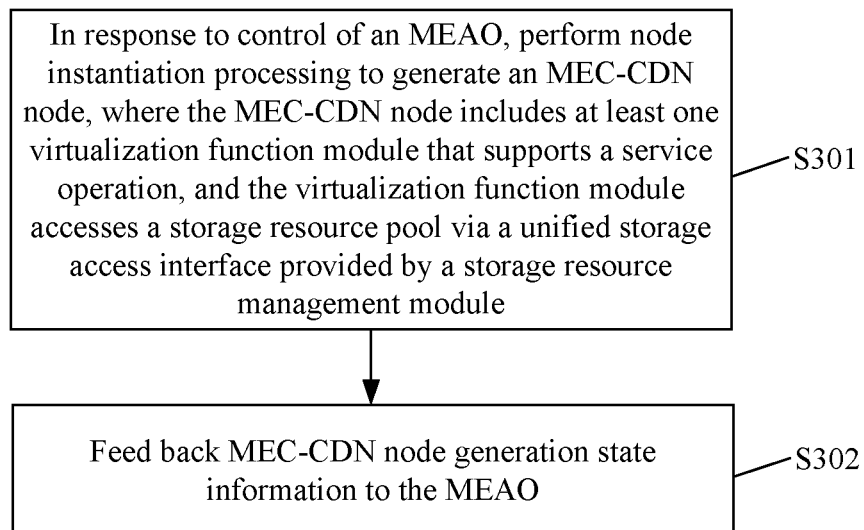 In response to control of an MEAO, perform node
instantiation processing to generate an MEC-CDN
node, where the MEC-CDN node includes at least one
virtualization function module that supports a service
operation, and the virtualization function module
accesses a storage resource pool via a unified storage
access interface provided by a storage resource
management module
S301
Feed back MEC-CDN node generation state
information to the MEAO
S302